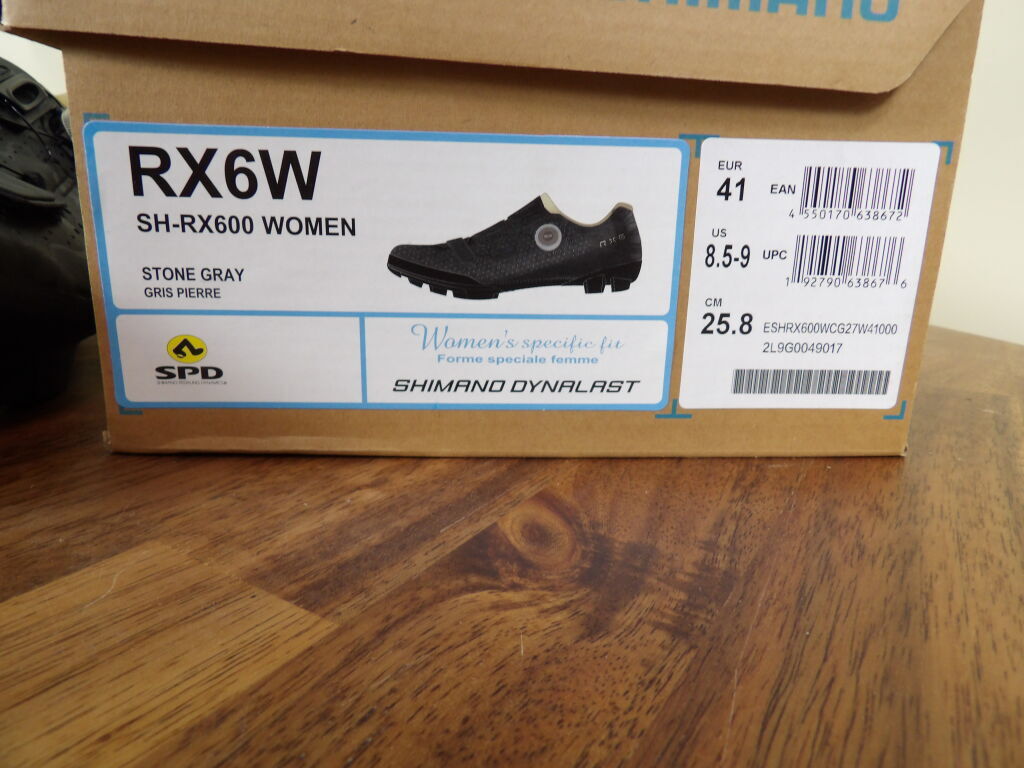 SHIMANO
RX6W
SH-RX600 WOMEN
STONE GRAY
GRIS PIERRE
SPD
Women's specific fit
Forme speciale femme
SHIMANO DYNALAST
EUR
41
EAN
4 550170 638672
US
8.5-9
UPC
1 92790 63867 6
CM
25.8
ESHRX600WCG27W41000
2L9G0049017